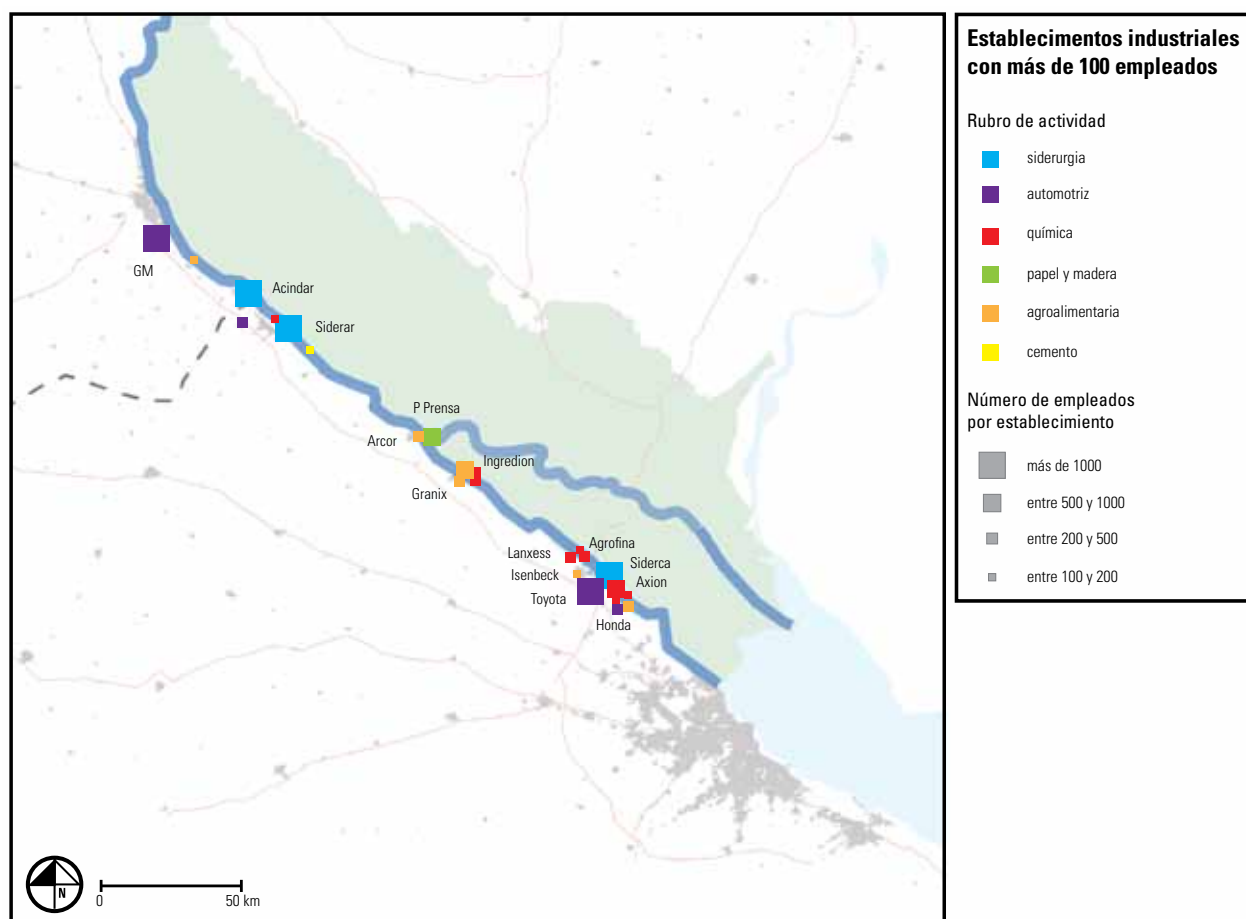 GM
Acindar
Siderar
P Prensa
Arcor
Ingredion
Granix
Agrofina
Lanxess
Siderca
Isenbeck
Axion
Toyota
Honda
N
0
50 km
Establecimentos industriales
con más de 100 empleados
Rubro de actividad
siderurgia
automotriz
química
papel y madera
agroalimentaria
cemento
Número de empleados
por establecimiento
más de 1000
entre 500 y 1000
entre 200 y 500
entre 100 y 200